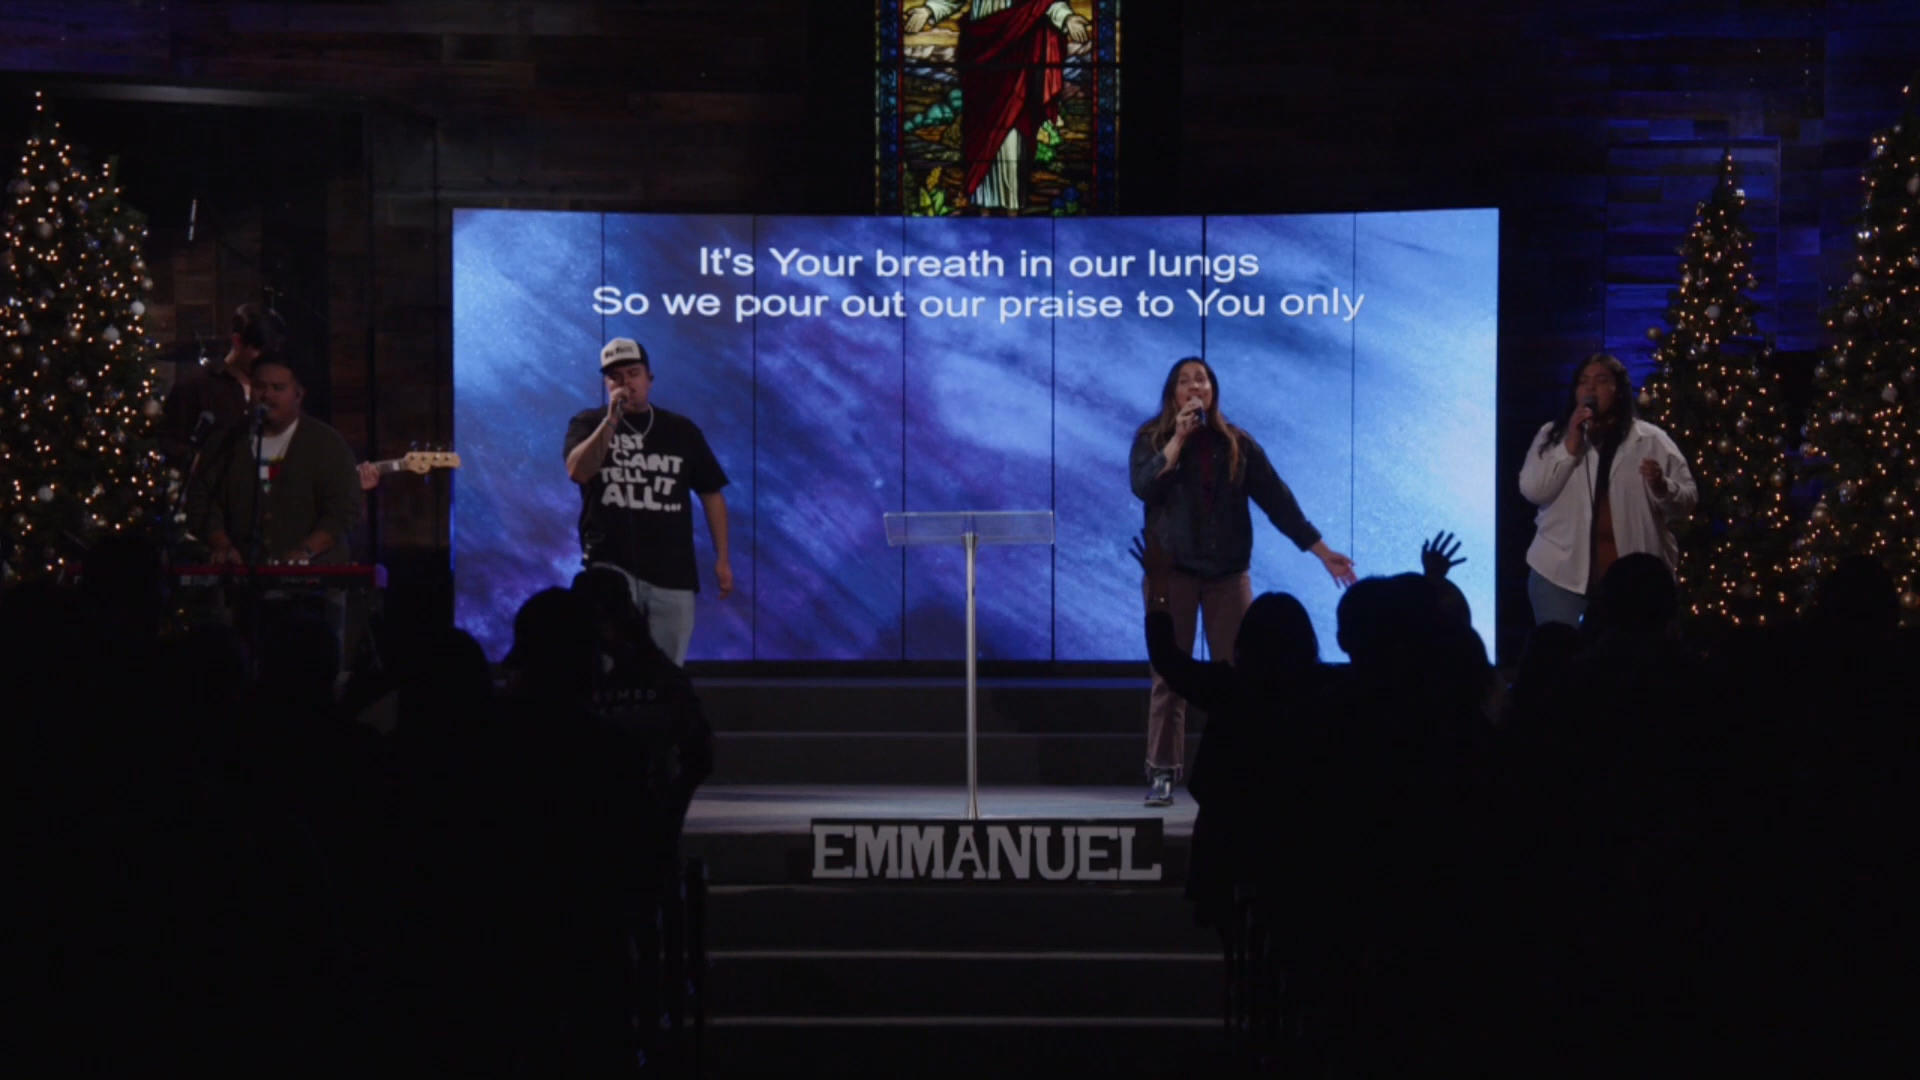 It's Your breath in our lungs
So we pour out our praise to You only
JUST
CAN'T
TELL IT
ALL...
EMMANUEL